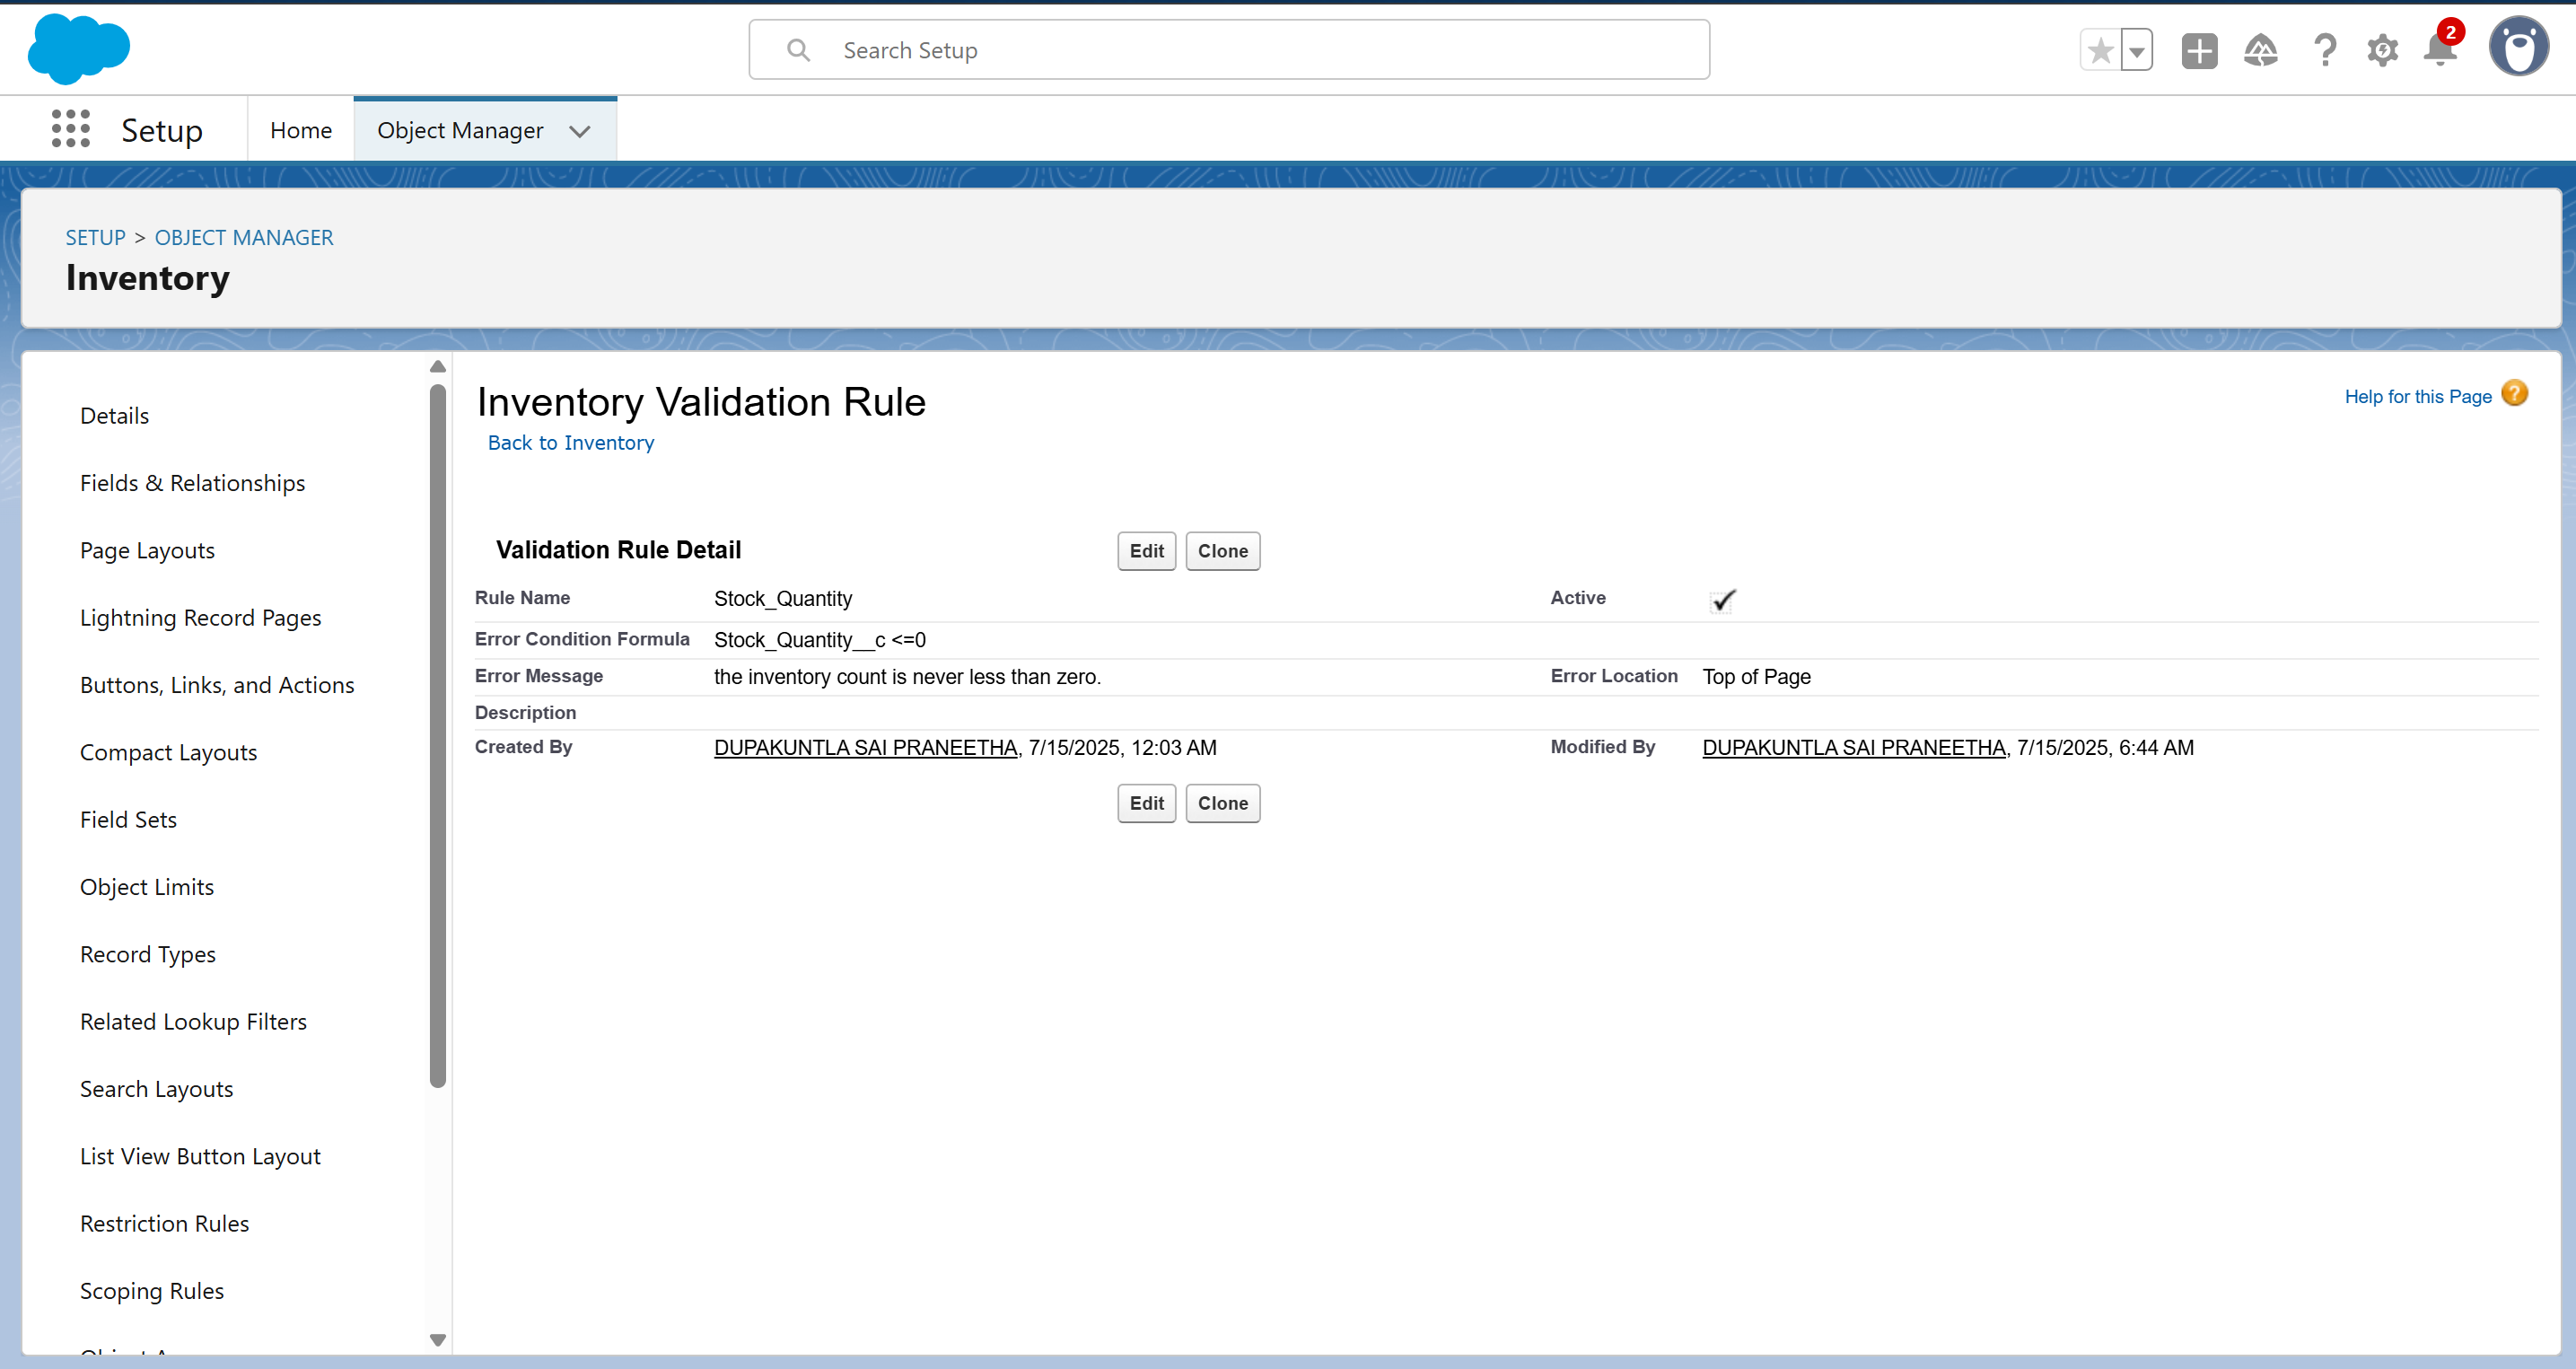 Search Setup
2
Setup
Home
Object Manager
SETUP > OBJECT MANAGER
Inventory
Details
Fields & Relationships
Page Layouts
Lightning Record Pages
Buttons, Links, and Actions
Compact Layouts
Field Sets
Object Limits
Record Types
Related Lookup Filters
Search Layouts
List View Button Layout
Restriction Rules
Scoping Rules
Inventory Validation Rule
Help for this Page ?
Back to Inventory
Validation Rule Detail
Edit Clone
Rule Name Stock_Quantity Active
Error Condition Formula Stock_Quantity__c <=0
Error Message the inventory count is never less than zero. Error Location Top of Page
Description
Created By DUPAKUNTLA SAI PRANEETHA, 7/15/2025, 12:03 AM Modified By DUPAKUNTLA SAI PRANEETHA, 7/15/2025, 6:44 AM
Edit Clone